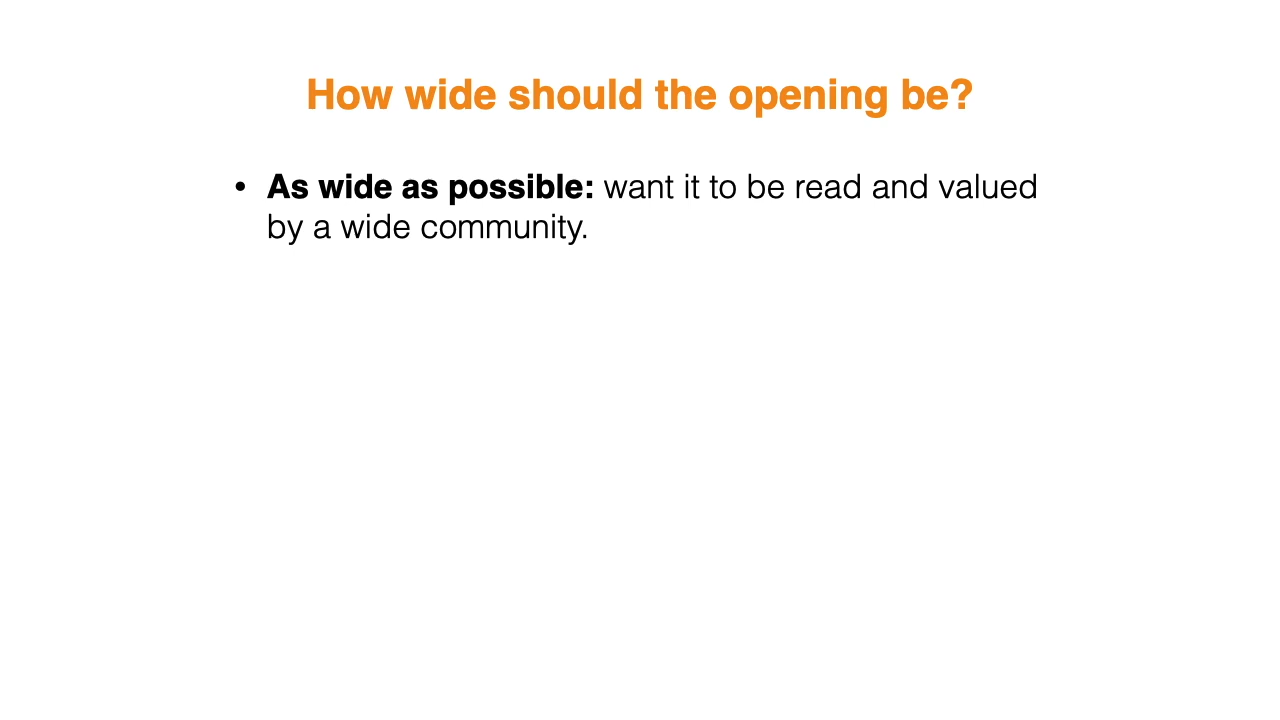 How wide should the opening be?
• As wide as possible: want it to be read and valued
by a wide community.